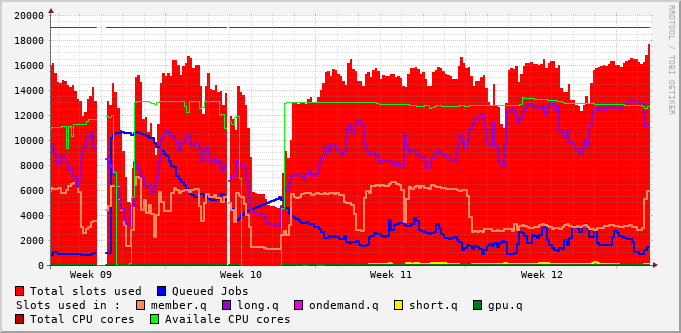 RRDTOOL / TOBI OETIKER
20000
18000
16000
14000
12000
10000
8000
6000
4000
2000
0
Week 09 Week 10 Week 11 Week 12
Total slots used Queued Jobs
Slots used in : member.q long.q ondemand.q short.q gpu.q
Total CPU cores Availale CPU cores